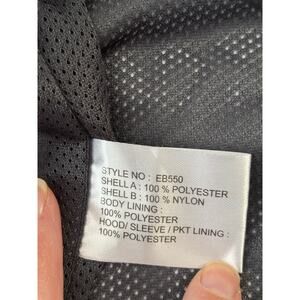 STYLE NO : EB550
SHELL A : 100 % POLYESTER
SHELL B : 100 % NYLON
BODY LINING :
100% POLYESTER
HOOD/ SLEEVE / PKT LINING :
100% POLYESTER